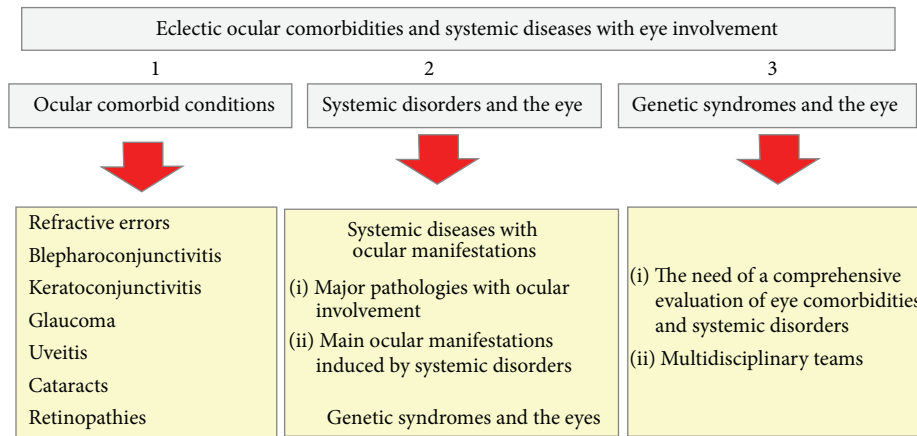 Eclectic ocular comorbidities and systemic diseases with eye involvement
1
2
3
Ocular comorbid conditions
Systemic disorders and the eye
Genetic syndromes and the eye
Refractive errors
Blepharoconjunctivitis
Keratoconjunctivitis
Glaucoma
Uveitis
Cataracts
Retinopathies
Systemic diseases with
ocular manifestations
(i) Major pathologies with ocular
involvement
(ii) Main ocular manifestations
induced by systemic disorders
Genetic syndromes and the eyes
(i) The need of a comprehensive
evaluation of eye comorbidities
and systemic disorders
(ii) Multidisciplinary teams